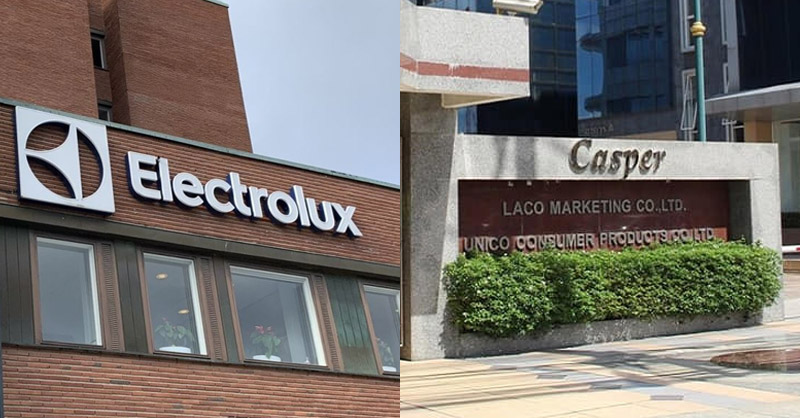 Electrolux
Casper
LACO MARKETING CO.,LTD.
UNICO CONSUMER PRODUCTS CO.,LTD.